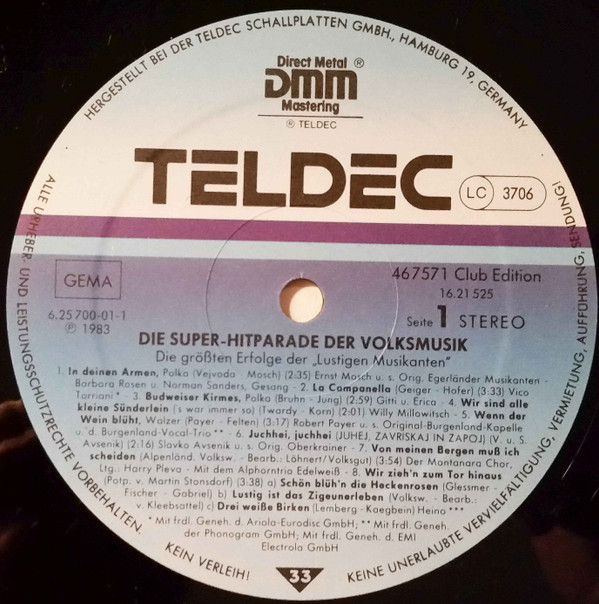 HERGESTELLT BEI DER TELDEC SCHALLPLATTEN GMBH., HAMBURG 19, GERMANY
Direct Metal ®
DMM
Mastering
® TELDEC
TELDEC
LC 3706
GEMA
467571 Club Edition
16.21 525
6.25 700-01-1
Ⓟ 1983
Seite 1 STEREO
DIE SUPER-HITPARADE DER VOLKSMUSIK
Die größten Erfolge der „Lustigen Musikanten"
1. In deinen Armen, Polka (Vejvoda - Mosch) (2:35) Ernst Mosch u. s. Orig. Egerländer Musikanten -
Barbara Rosen u. Norman Sanders, Gesang - 2. La Campanella (Geiger - Hofer) (3:33) Vico
Torriani* - 3. Budweiser Kirmes, Polka (Bruhn - Jung) (2:59) Gitti u. Erica - 4. Wir sind alle
kleine Sünderlein ('s war immer so) (Twardy - Korn) (2:01) Willy Millowitsch - 5. Wenn der
Wein blüht, Walzer (Payer - Felten) (3:17) Robert Payer u. s. Original-Burgenland-Kapelle
u. d. Burgenland-Vocal-Trio** - 6. Juchhei, juchhei (JUHEJ, ZAVRISKAJ IN ZAPOJ) (V. u. S.
Avsenik) (2:16) Slavko Avsenik u. s. Orig. Oberkrainer - 7. Von meinen Bergen muß ich
scheiden (Alpenländ. Volksw. - Bearb.: Löhnert/Volksgut) (3:54) Der Montanara Chor,
Ltg.: Harry Pleva - Mit dem Alphorntrio Edelweiß - 8. Wir zieh'n zum Tor hinaus
(Potp. v. Martin Stonsdorf) (3:38) a) Schön blüh'n die Heckenrosen (Glessmer -
Fischer - Gabriel) b) Lustig ist das Zigeunerleben (Volksw. - Bearb.:
v. Kleebsattel) c) Drei weiße Birken (Lemberg - Koegbein) Heino ***
* Mit frdl. Geneh. d. Ariola-Eurodisc GmbH; ** Mit frdl. Geneh.
der Phonogram GmbH; Mit frdl. Geneh. d. EMI
Electrola GmbH
33
ALLE URHEBER- UND LEISTUNGSSCHUTZRECHTE VORBEHALTEN.
KEIN VERLEIH!
KEINE UNERLAUBTE VERVIELFÄLTIGUNG, VERMIETUNG, AUFFÜHRUNG, SENDUNG!